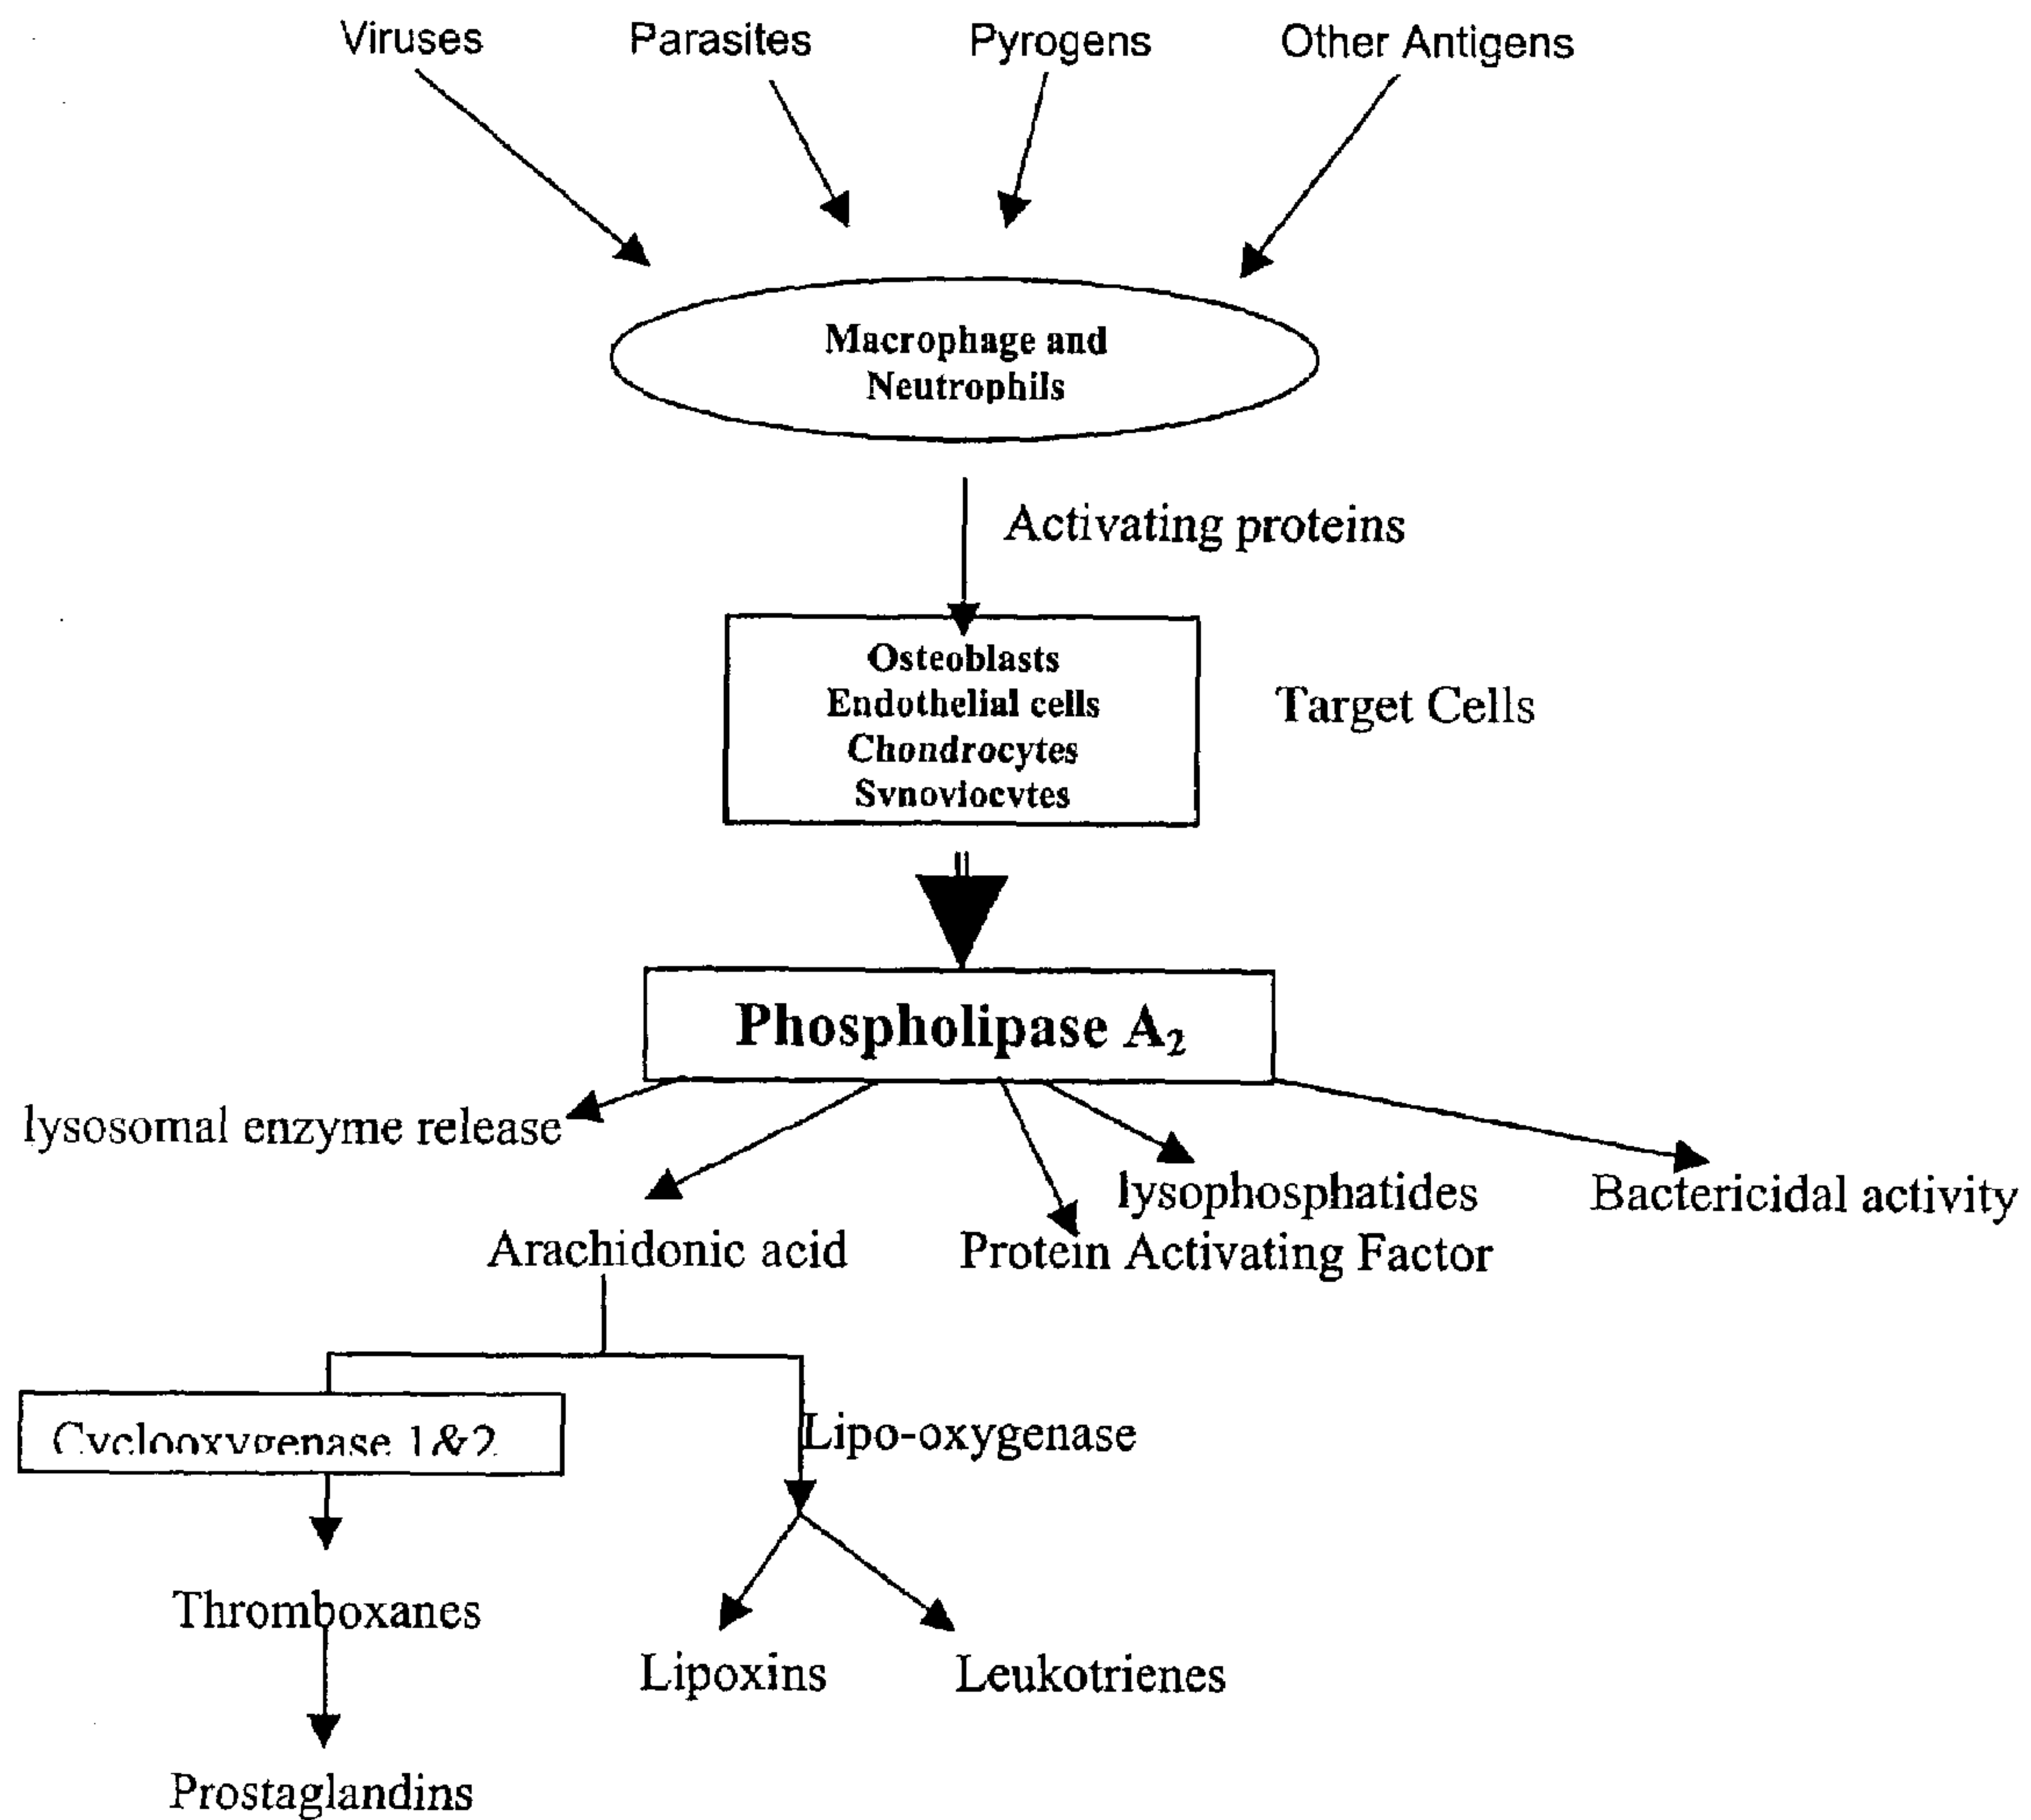 Viruses
Parasites
Pyrogens
Other Antigens
Macrophage and
Neutrophils
Activating proteins
Osteoblasts
Endothelial cells
Chondrocytes
Synoviocytes
Target Cells
Phospholipase A₂
lysosomal enzyme release
lysophosphatides
Bactericidal activity
Arachidonic acid
Protein Activating Factor
Cyclooxygenase 1&2
Lipo-oxygenase
Thromboxanes
Lipoxins
Leukotrienes
Prostaglandins